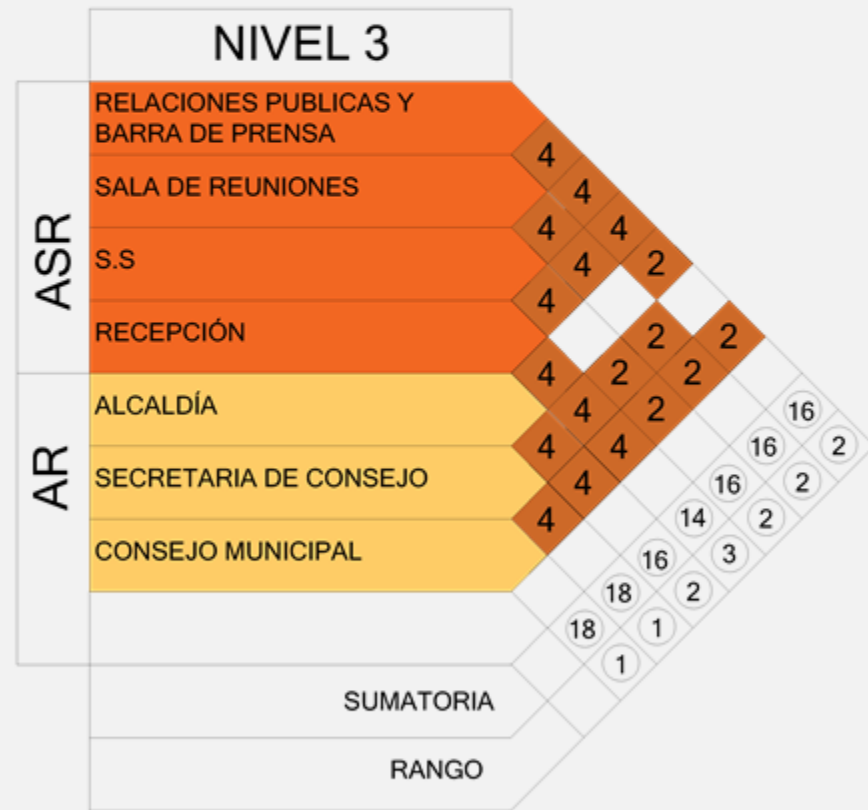 NIVEL 3
ASR
RELACIONES PUBLICAS Y
BARRA DE PRENSA
4
SALA DE REUNIONES 4
4 4
S.S 4 2
4
RECEPCIÓN 2 2
4 2 2
AR
ALCALDÍA 4 2 16
4 4 16 2
SECRETARIA DE CONSEJO 4 16 2
4 14 2
CONSEJO MUNICIPAL 16 3
18 2
18 1
1
SUMATORIA
RANGO